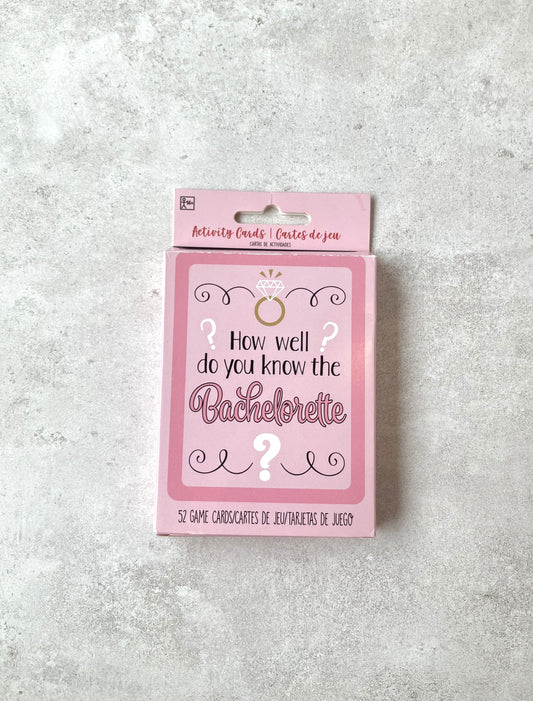 Activity Cards | Cartes de jeu
CARTAS DE ACTIVIDADES
? How well ?
do you know the
Bachelorette
?
52 GAME CARDS/CARTES DE JEU/TARJETAS DE JUEGO